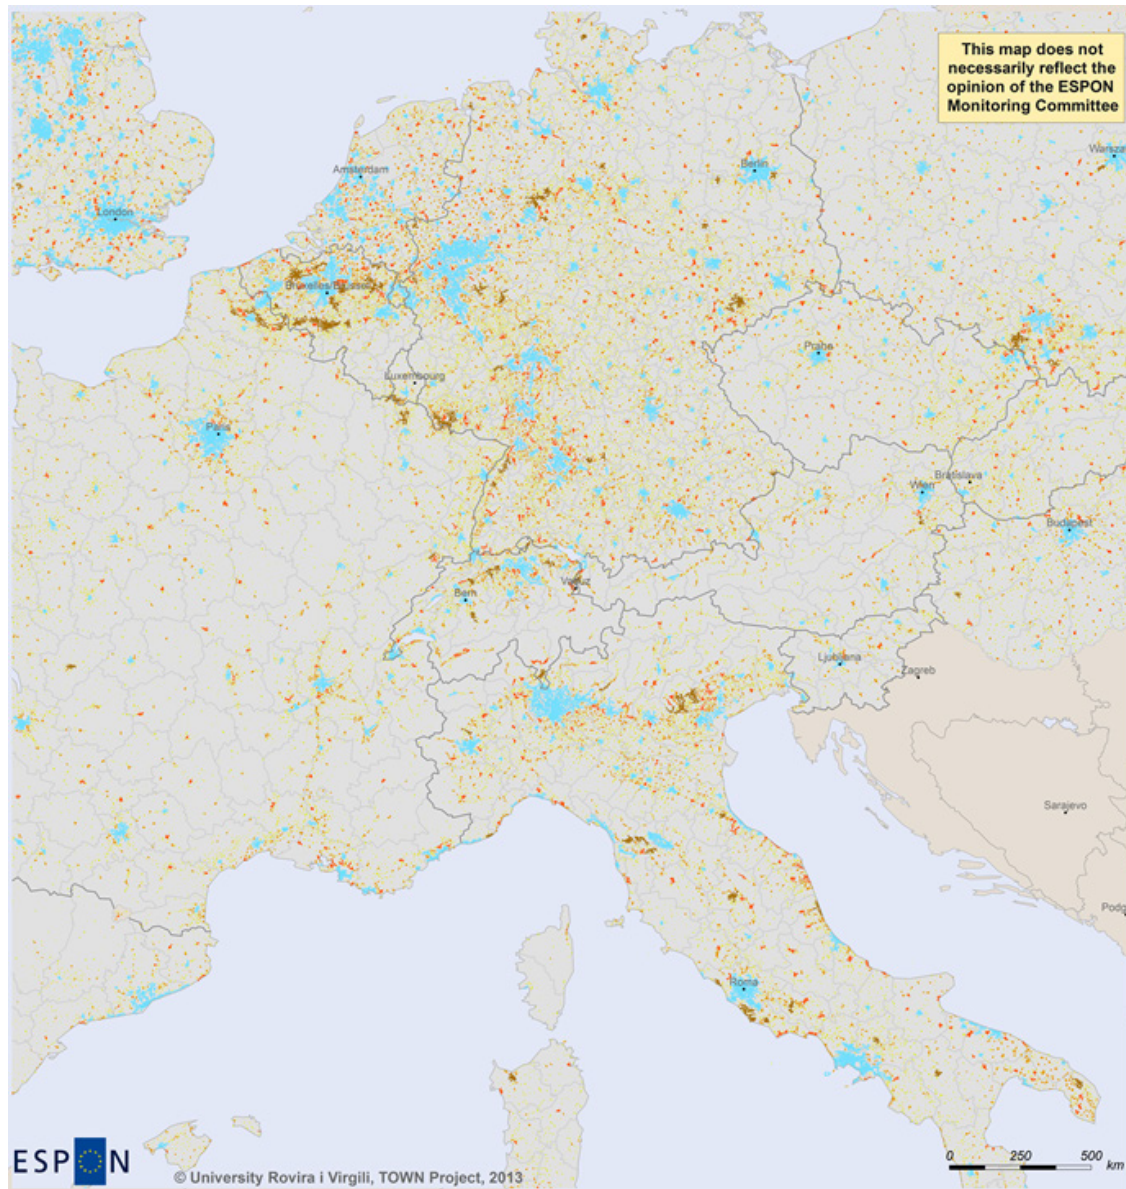 This map does not
necessarily reflect the
opinion of the ESPON
Monitoring Committee
Warsza
Berlin
Amsterdam
London
Bruxelles/Brussel
Praha
Luxembourg
Paris
Bratislava
Wien
Budapest
Vaduz
Bern
Ljubljana
Zagreb
Sarajevo
Podg
Roma
ESPON
0 250 500
km
© University Rovira i Virgili, TOWN Project, 2013